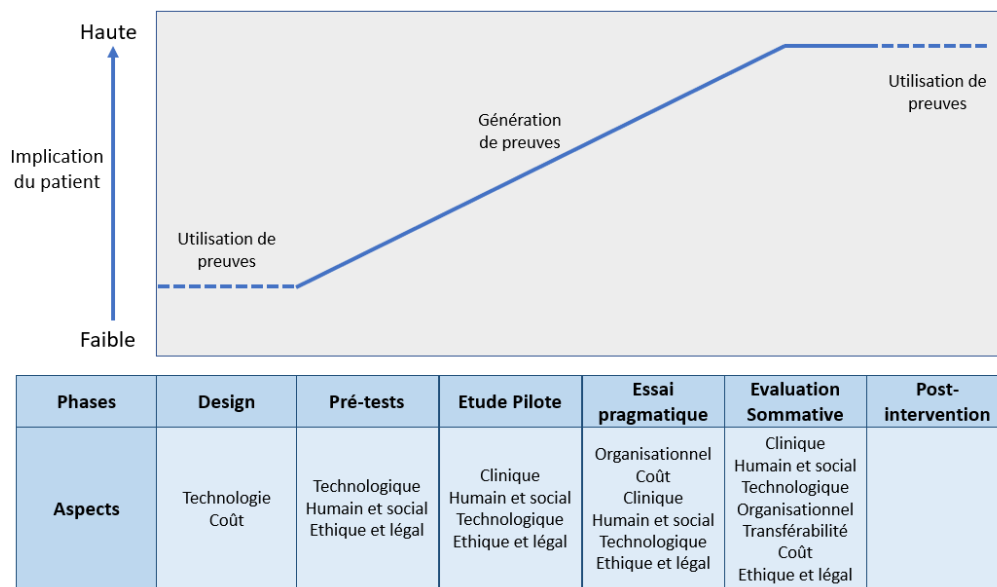 Haute
Implication
du patient
Faible
Utilisation de
preuves
Génération
de preuves
Utilisation de
preuves
Phases
Design
Pré-tests
Etude Pilote
Essai
pragmatique
Evaluation
Sommative
Post-
intervention
Aspects
Technologie
Coût
Technologique
Humain et social
Ethique et légal
Clinique
Humain et social
Technologique
Ethique et légal
Organisationnel
Coût
Clinique
Humain et social
Technologique
Ethique et légal
Clinique
Humain et social
Technologique
Organisationnel
Transférabilité
Coût
Ethique et légal